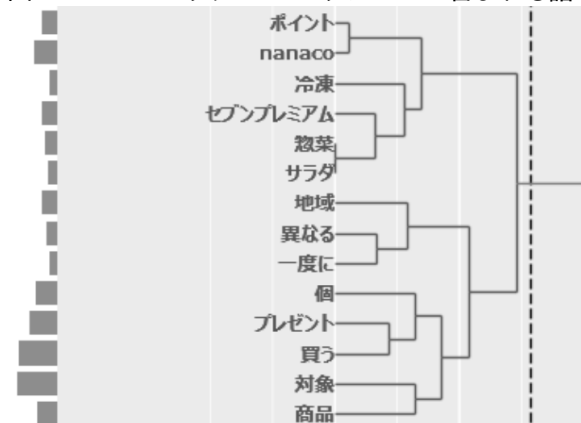 ポイント
nanaco
冷凍
セブンプレミアム
惣菜
サラダ
地域
異なる
一度に
個
プレゼント
買う
対象
商品